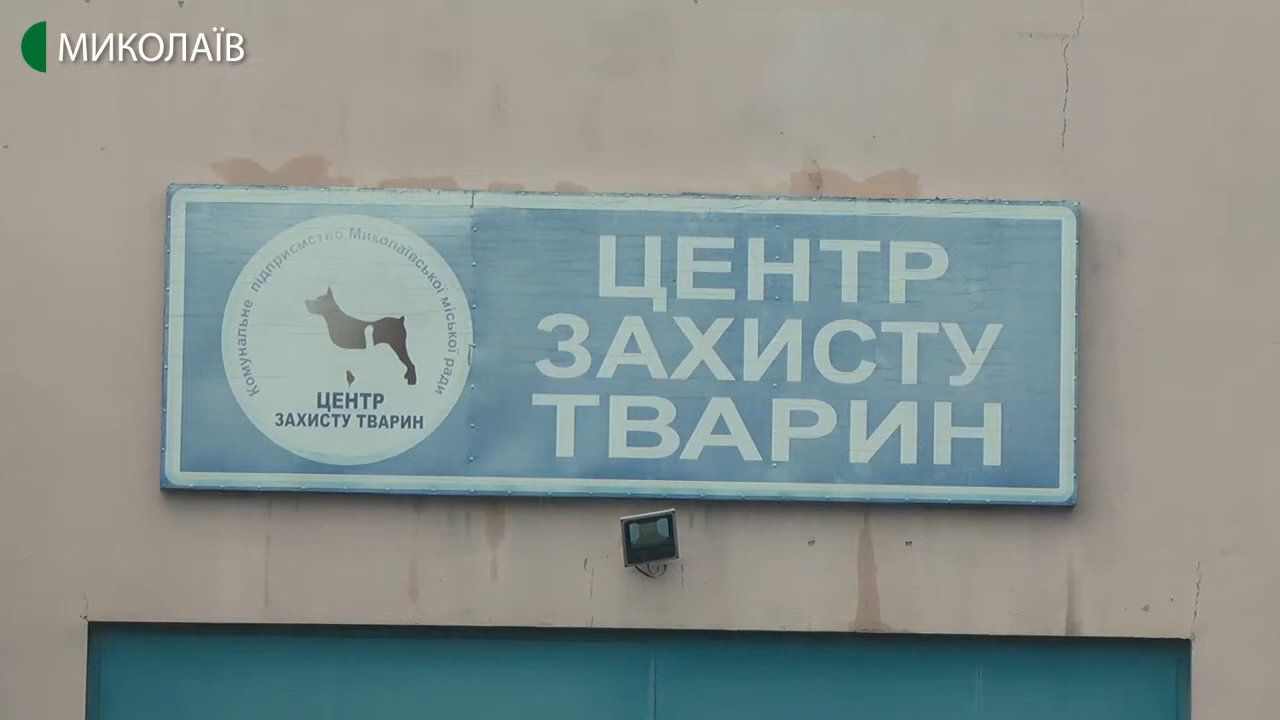 МИКОЛАЇВ
Комунальне підприємство Миколаївської міської ради
ЦЕНТР
ЗАХИСТУ ТВАРИН
ЦЕНТР
ЗАХИСТУ
ТВАРИН